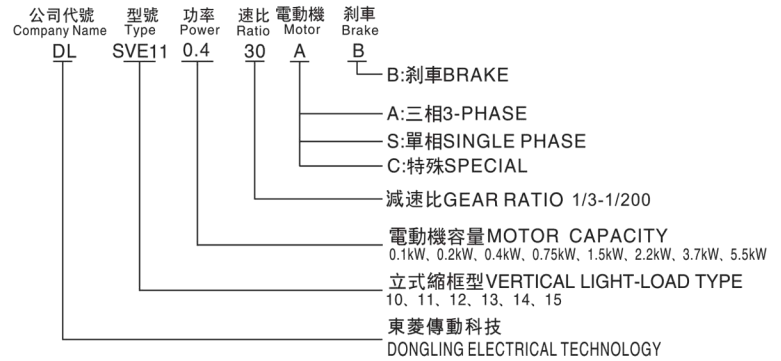 公司代號 型號 功率 速比 電動機 刹車
Company Name Type Power Ratio Motor Brake
DL SVE11 0.4 30 A B
B:刹車BRAKE
A:三相3-PHASE
S:單相SINGLE PHASE
C:特殊SPECIAL
減速比GEAR RATIO 1/3-1/200
電動機容量MOTOR CAPACITY
0.1kW、0.2kW、0.4kW、0.75kW、1.5kW、2.2kW、3.7kW、5.5kW
立式縮框型VERTICAL LIGHT-LOAD TYPE
10、11、12、13、14、15
東菱傳動科技
DONGLING ELECTRICAL TECHNOLOGY